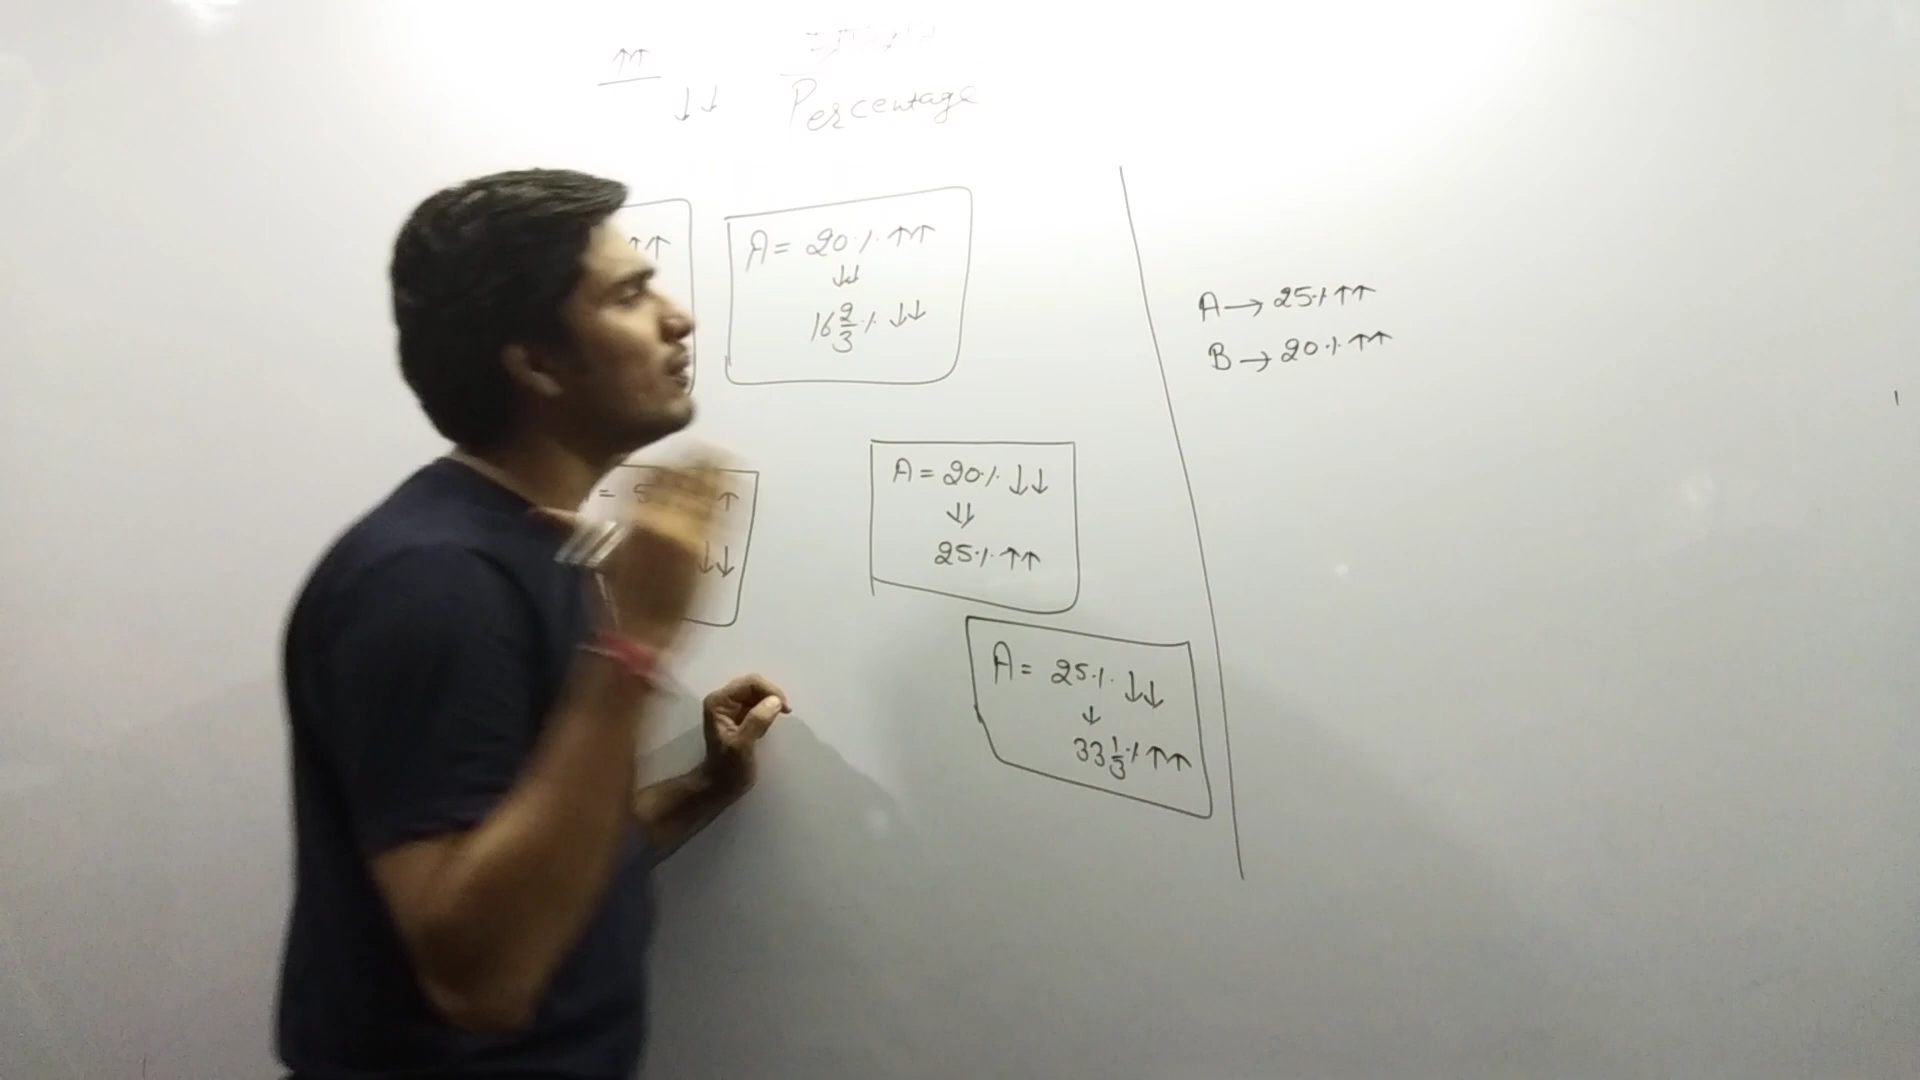 ↑↑
↓↓
Percentage
↑↑
A = 20% ↑↑
↓↓
16 2/3 % ↓↓
A → 25% ↑↑
B → 20% ↑↑
= ↑
↓↓
A = 20% ↓↓
↓↓
25% ↑↑
A = 25% ↓↓
↓
33 1/3 % ↑↑